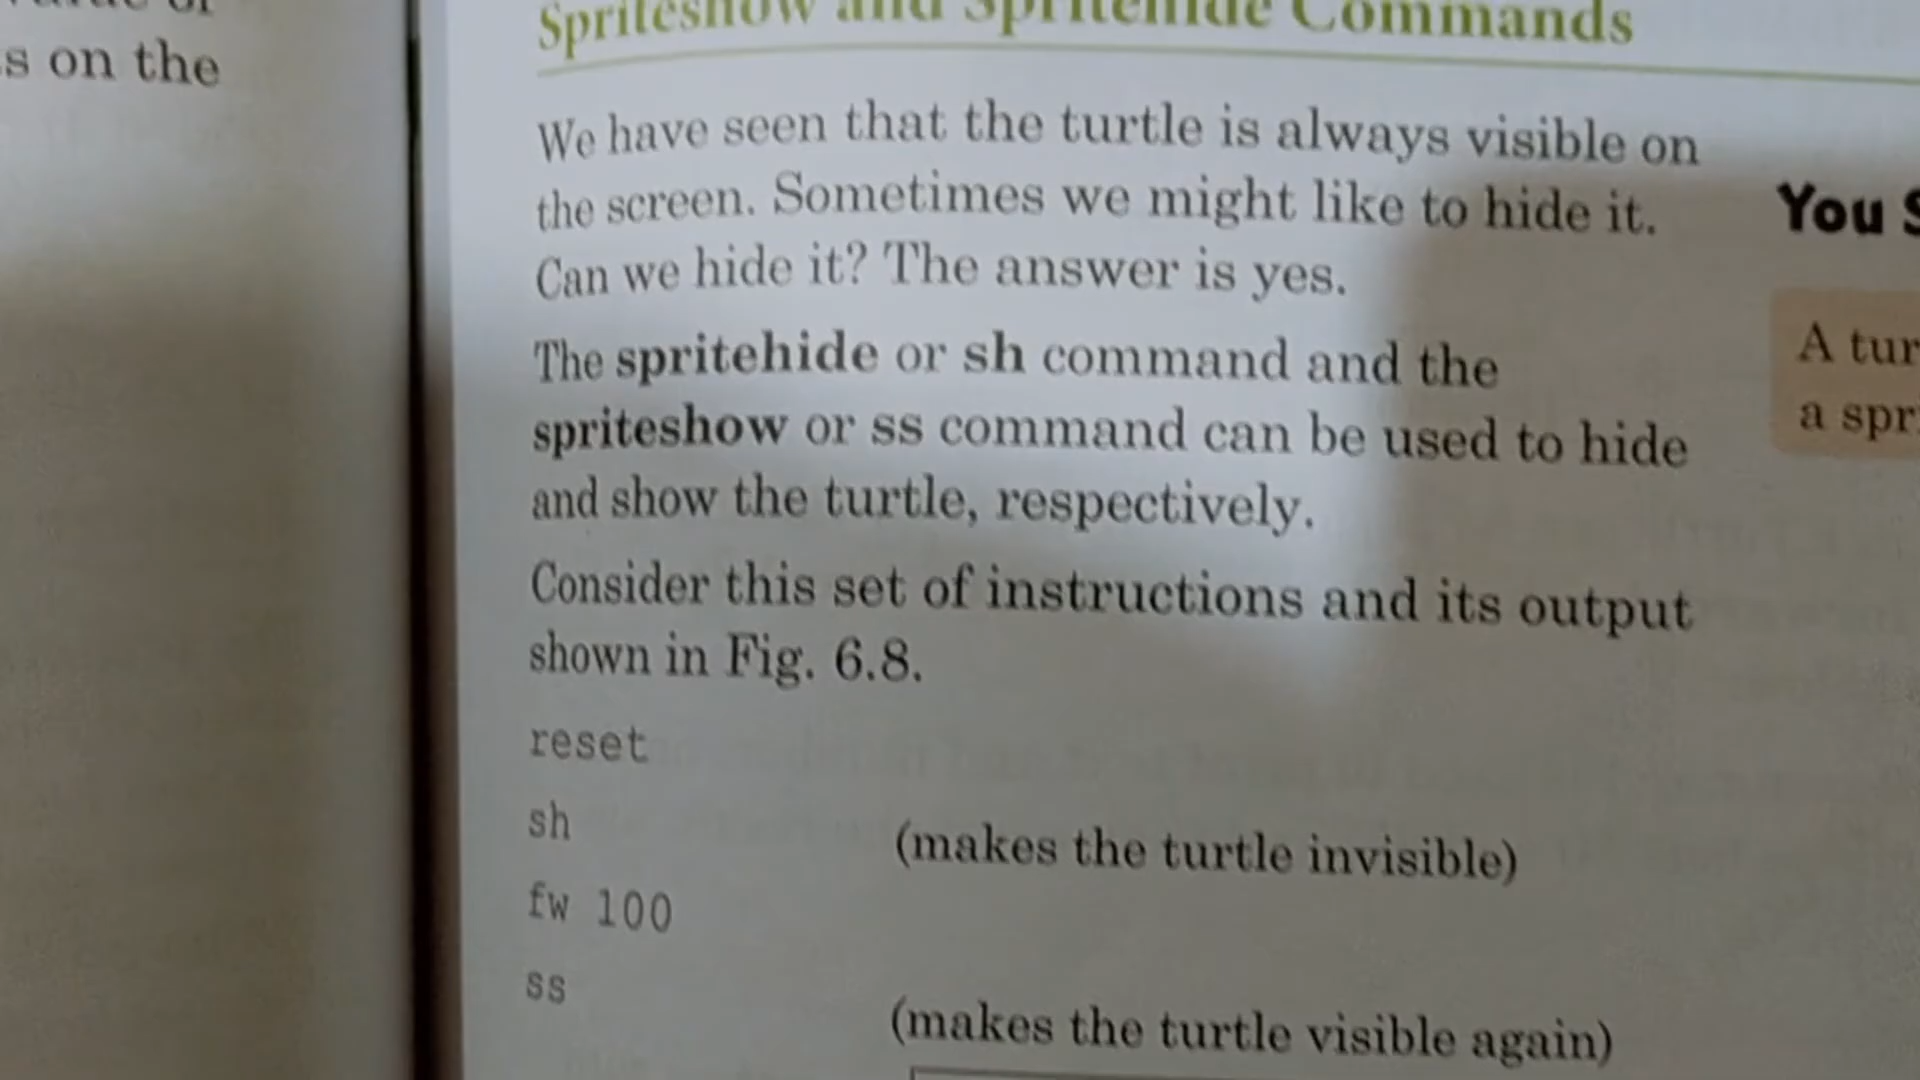 s on the
Spriteshow and Spritehide Commands
We have seen that the turtle is always visible on
the screen. Sometimes we might like to hide it.
Can we hide it? The answer is yes.
The spritehide or sh command and the
spriteshow or ss command can be used to hide
and show the turtle, respectively.
Consider this set of instructions and its output
shown in Fig. 6.8.
reset
sh (makes the turtle invisible)
fw 100
ss (makes the turtle visible again)
You S
A tur
a spr